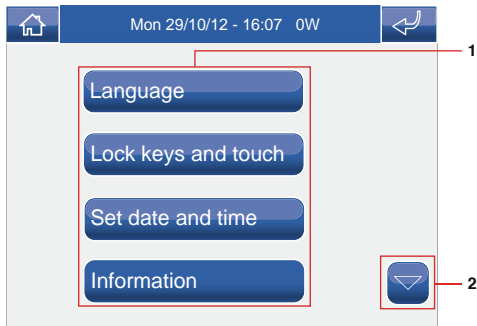 Mon 29/10/12 - 16:07 0W
1
Language
Lock keys and touch
Set date and time
Information
2